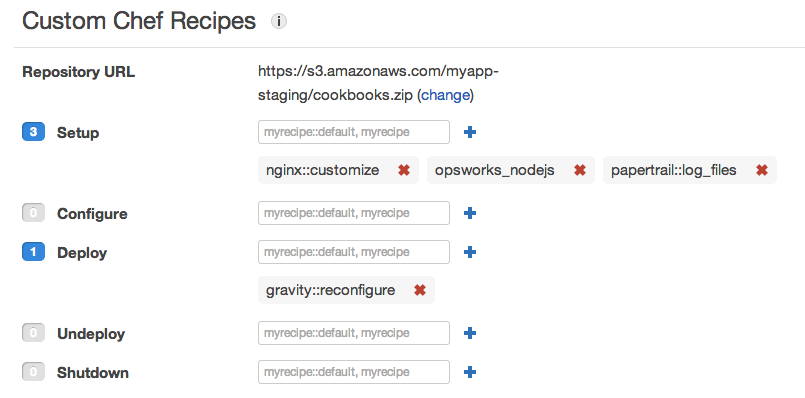 Custom Chef Recipes i
Repository URL https://s3.amazonaws.com/myapp-
staging/cookbooks.zip (change)
3 Setup myrecipe::default, myrecipe
nginx::customize opsworks_nodejs papertrail::log_files
0 Configure myrecipe::default, myrecipe
1 Deploy myrecipe::default, myrecipe
gravity::reconfigure
0 Undeploy myrecipe::default, myrecipe
0 Shutdown myrecipe::default, myrecipe